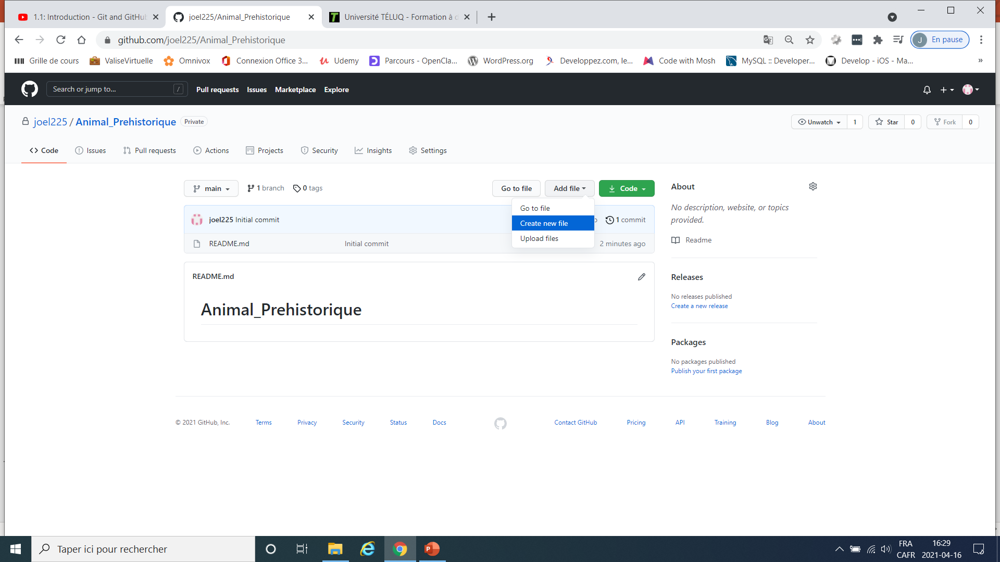 1.1: Introduction - Git and GitHub
joel225/Animal_Prehistorique
Université TÉLUQ - Formation à
github.com/joel225/Animal_Prehistorique
J En pause
Grille de cours ValiseVirtuelle Omnivox Connexion Office 3... Udemy Parcours - OpenCla... WordPress.org Developpez.com, le... Code with Mosh MySQL :: Developer... Develop - iOS - Ma... »
Search or jump to... / Pull requests Issues Marketplace Explore
joel225 / Animal_Prehistorique Private
Unwatch 1 Star 0 Fork 0
Code Issues Pull requests Actions Projects Security Insights Settings
main 1 branch 0 tags Go to file Add file Code
Go to file
Create new file
Upload files
joel225 Initial commit 1 commit
README.md Initial commit 2 minutes ago
README.md
Animal_Prehistorique
About
No description, website, or topics
provided.
Readme
Releases
No releases published
Create a new release
Packages
No packages published
Publish your first package
© 2021 GitHub, Inc. Terms Privacy Security Status Docs Contact GitHub Pricing API Training Blog About
Taper ici pour rechercher
FRA
CAFR
16:29
2021-04-16